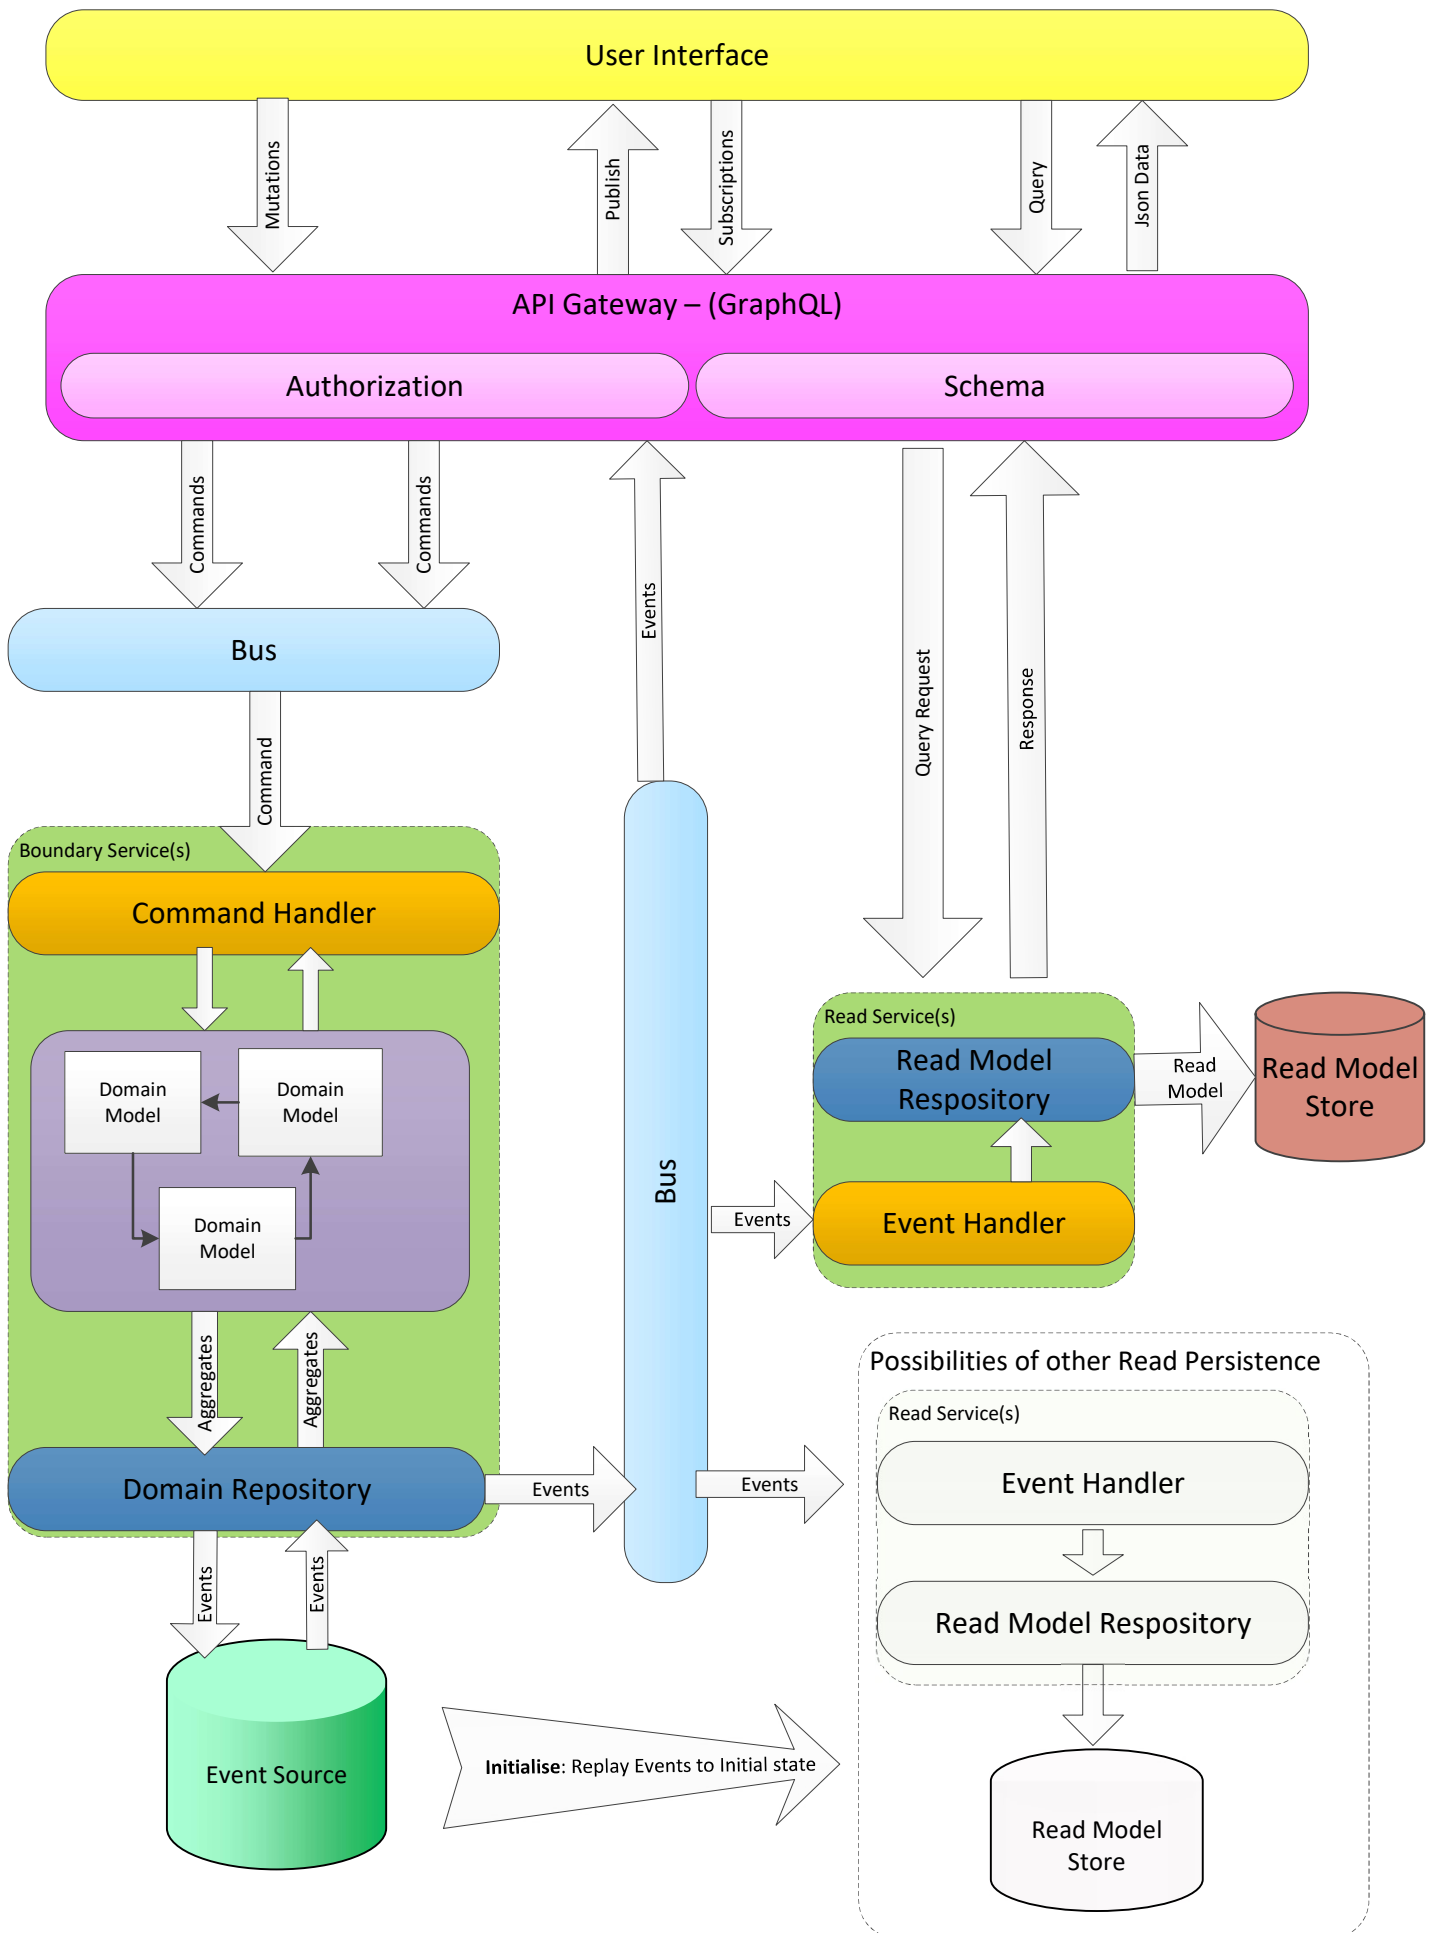 User Interface
Mutations
Publish
Subscriptions
Query
Json Data
API Gateway – (GraphQL)
Authorization
Schema
Commands
Commands
Events
Query Request
Response
Bus
Command
Boundary Service(s)
Command Handler
Domain
Model
Domain
Model
Domain
Model
Aggregates
Aggregates
Domain Repository
Events
Events
Event Source
Events
Bus
Events
Read Service(s)
Read Model
Respository
Event Handler
Read
Model
Read Model
Store
Events
Possibilities of other Read Persistence
Read Service(s)
Event Handler
Read Model Respository
Read Model
Store
Initialise: Replay Events to Initial state